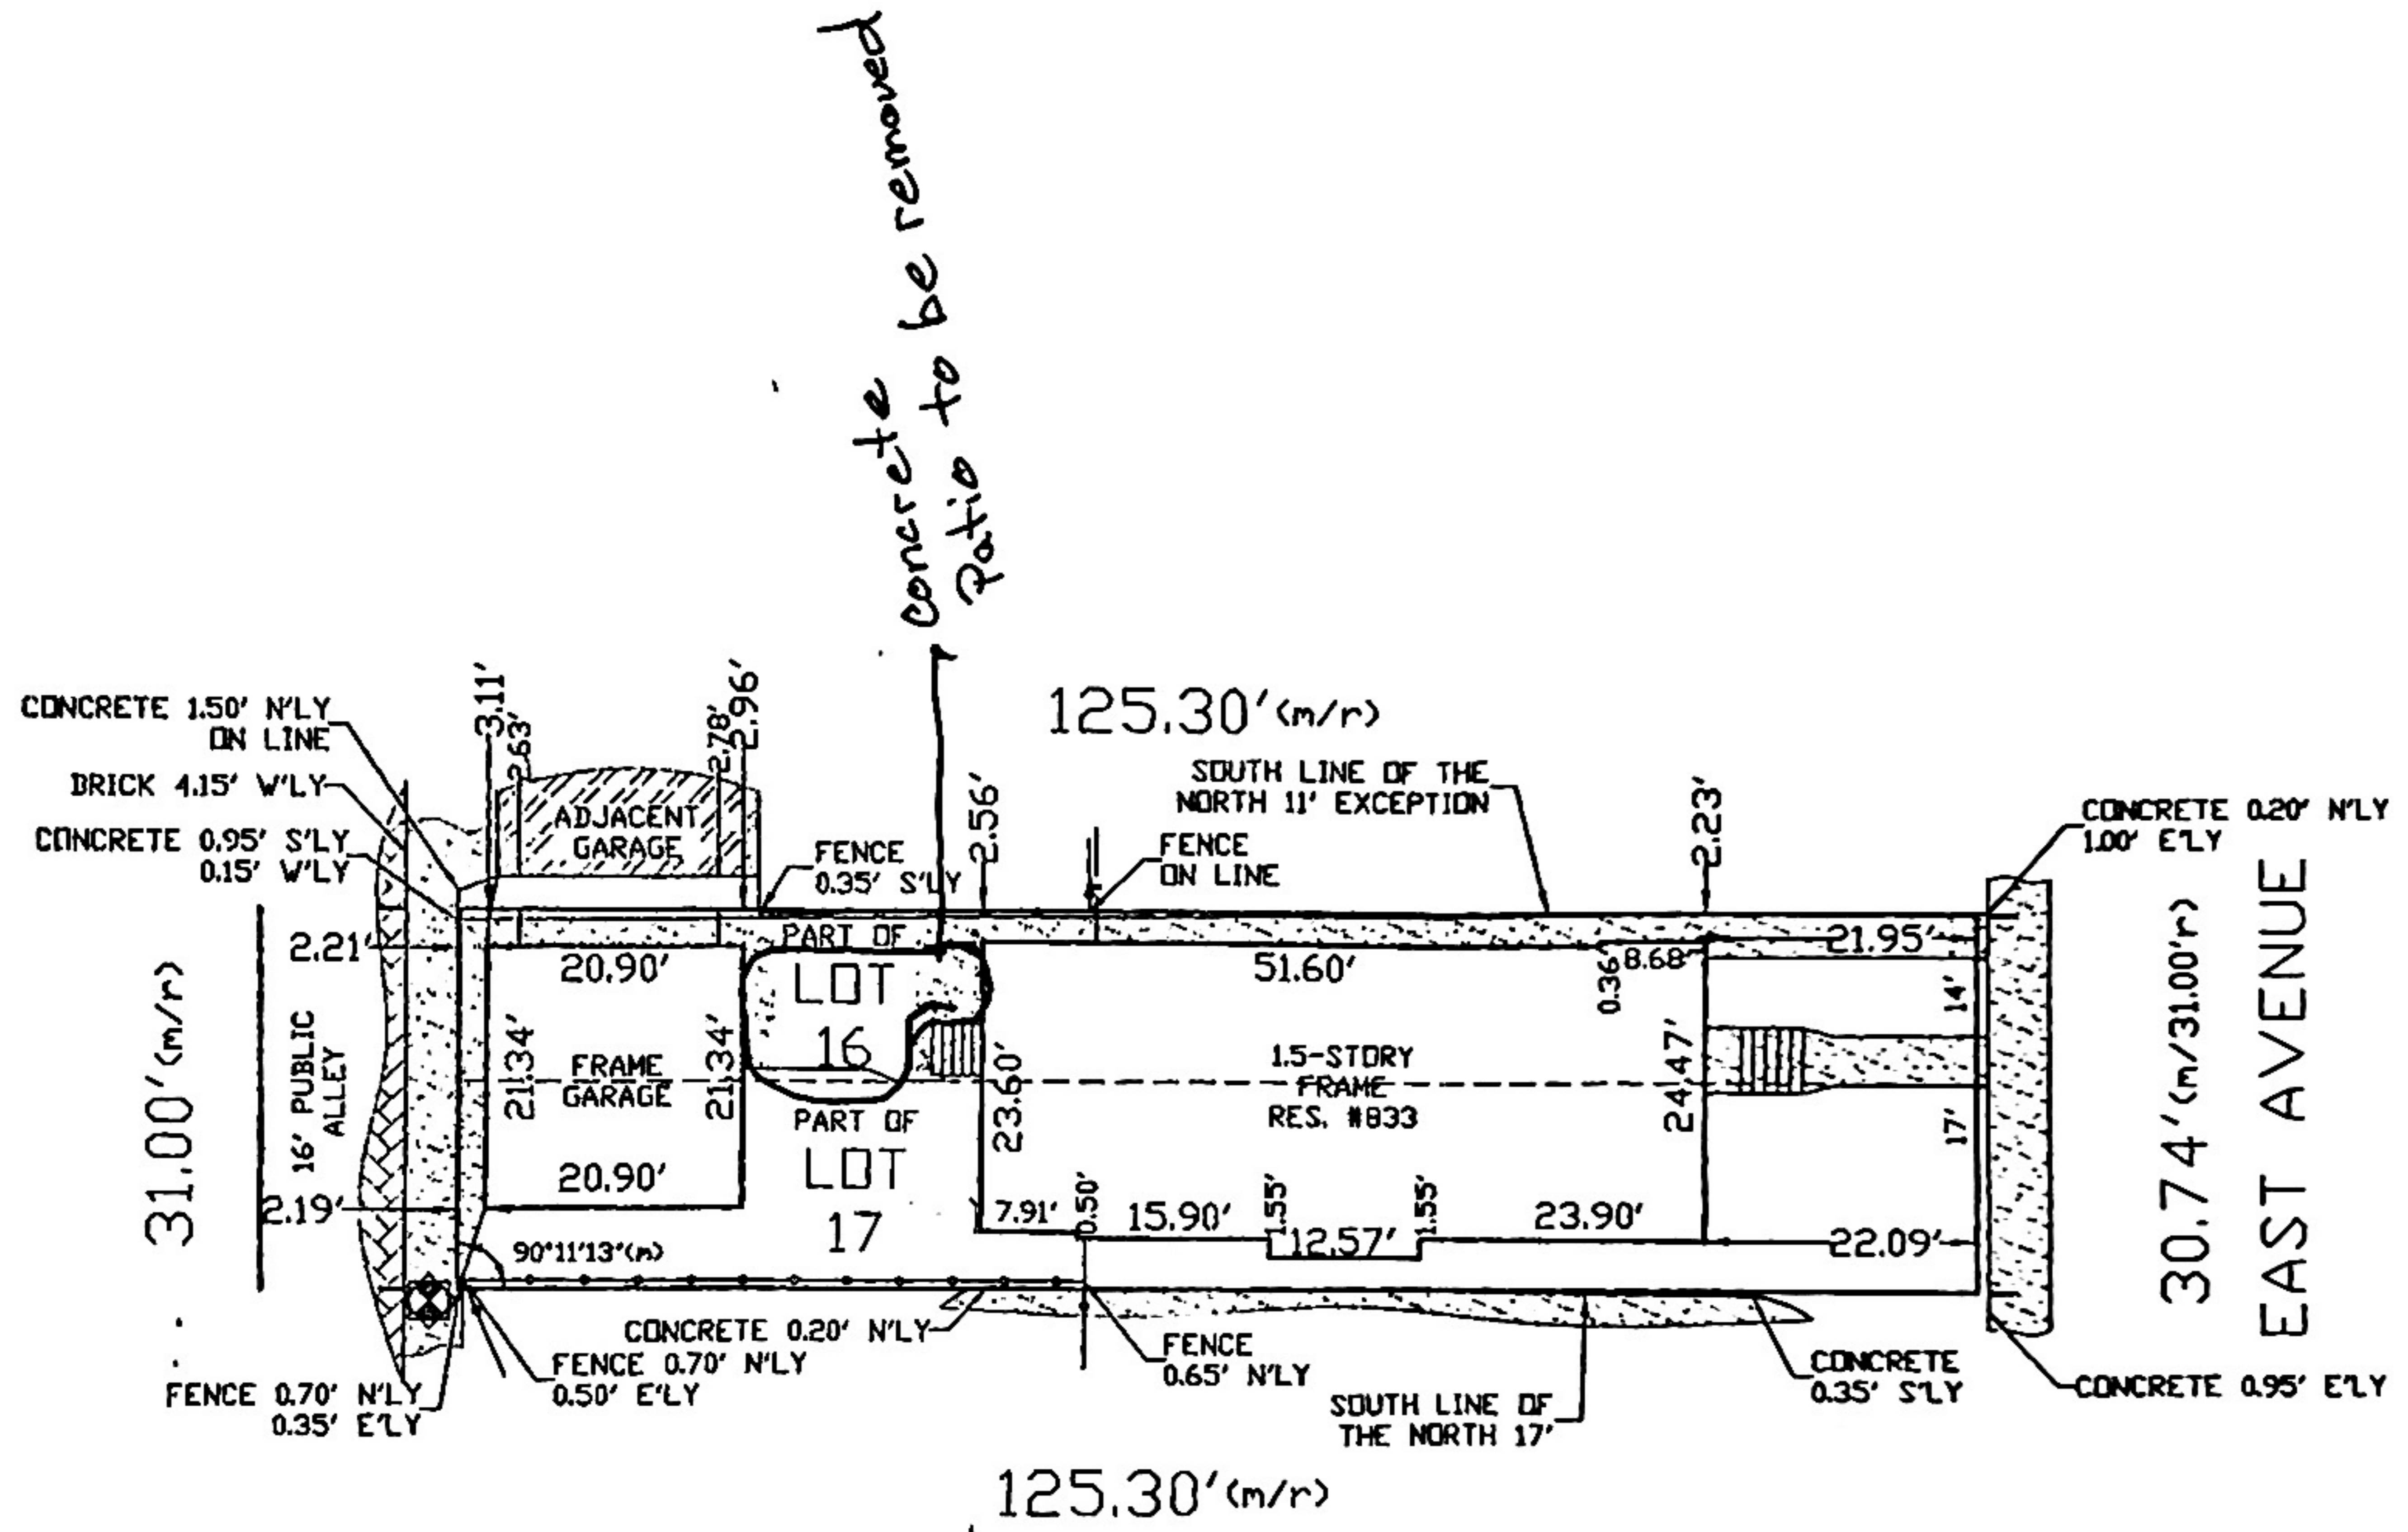 concrete
Patio to be removed
125.30'(m/r)
CONCRETE 1.50' N'LY
ON LINE
BRICK 4.15' W'LY
CONCRETE 0.95' S'LY
0.15' W'LY
3.11'
2.63'
2.78'
2.96'
ADJACENT
GARAGE
FENCE
0.35' S'LY
2.56'
FENCE
ON LINE
SOUTH LINE OF THE
NORTH 11' EXCEPTION
2.23'
CONCRETE 0.20' N'LY
1.00' E'LY
31.00'(m/r)
16' PUBLIC
ALLEY
2.21'
20.90'
21.34'
FRAME
GARAGE
21.34'
20.90'
2.19'
90°11'13"(m)
PART OF
LOT
16
PART OF
LOT
17
51.60'
0.36'
8.68'
21.95'
14'
23.60'
1.5-STORY
FRAME
RES. #833
24.47'
17'
7.91'
0.50'
15.90'
1.55'
12.57'
1.55'
23.90'
22.09'
30.74'(m/31.00'r)
EAST AVENUE
CONCRETE 0.20' N'LY
FENCE 0.70' N'LY
0.50' E'LY
FENCE 0.70' N'LY
0.35' E'LY
FENCE
0.65' N'LY
SOUTH LINE OF
THE NORTH 17'
CONCRETE
0.35' S'LY
CONCRETE 0.95' E'LY
125.30'(m/r)